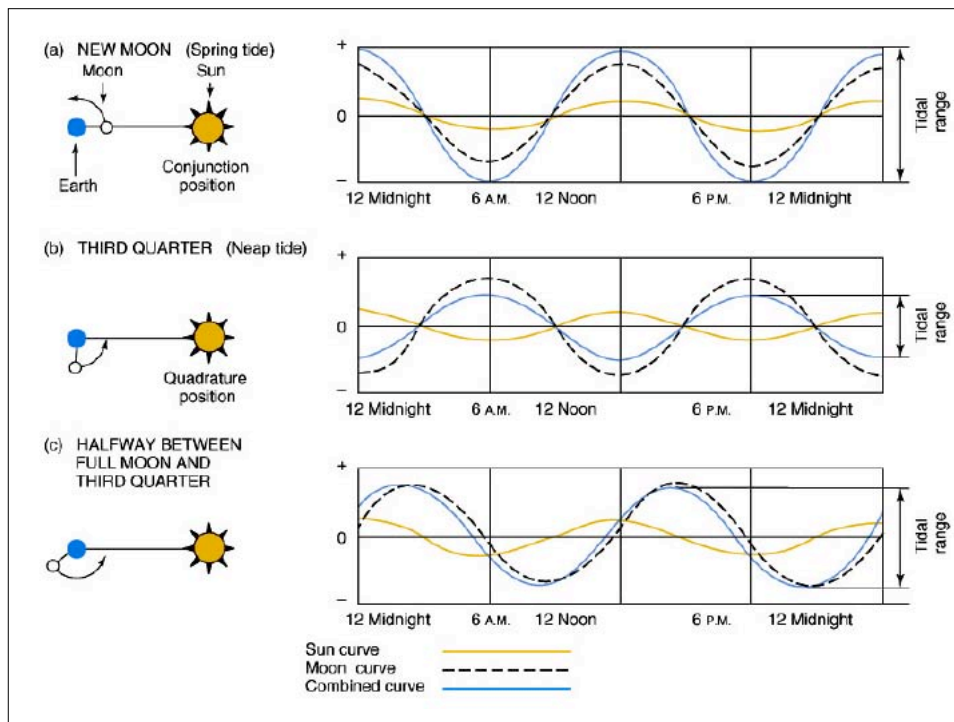 (a) NEW MOON (Spring tide)
Moon
Sun
Earth
Conjunction
position
+
0
–
12 Midnight 6 A.M. 12 Noon 6 P.M. 12 Midnight
Tidal
range
(b) THIRD QUARTER (Neap tide)
Quadrature
position
+
0
–
12 Midnight 6 A.M. 12 Noon 6 P.M. 12 Midnight
Tidal
range
(c) HALFWAY BETWEEN
FULL MOON AND
THIRD QUARTER
+
0
–
12 Midnight 6 A.M. 12 Noon 6 P.M. 12 Midnight
Tidal
range
Sun curve
Moon curve
Combined curve